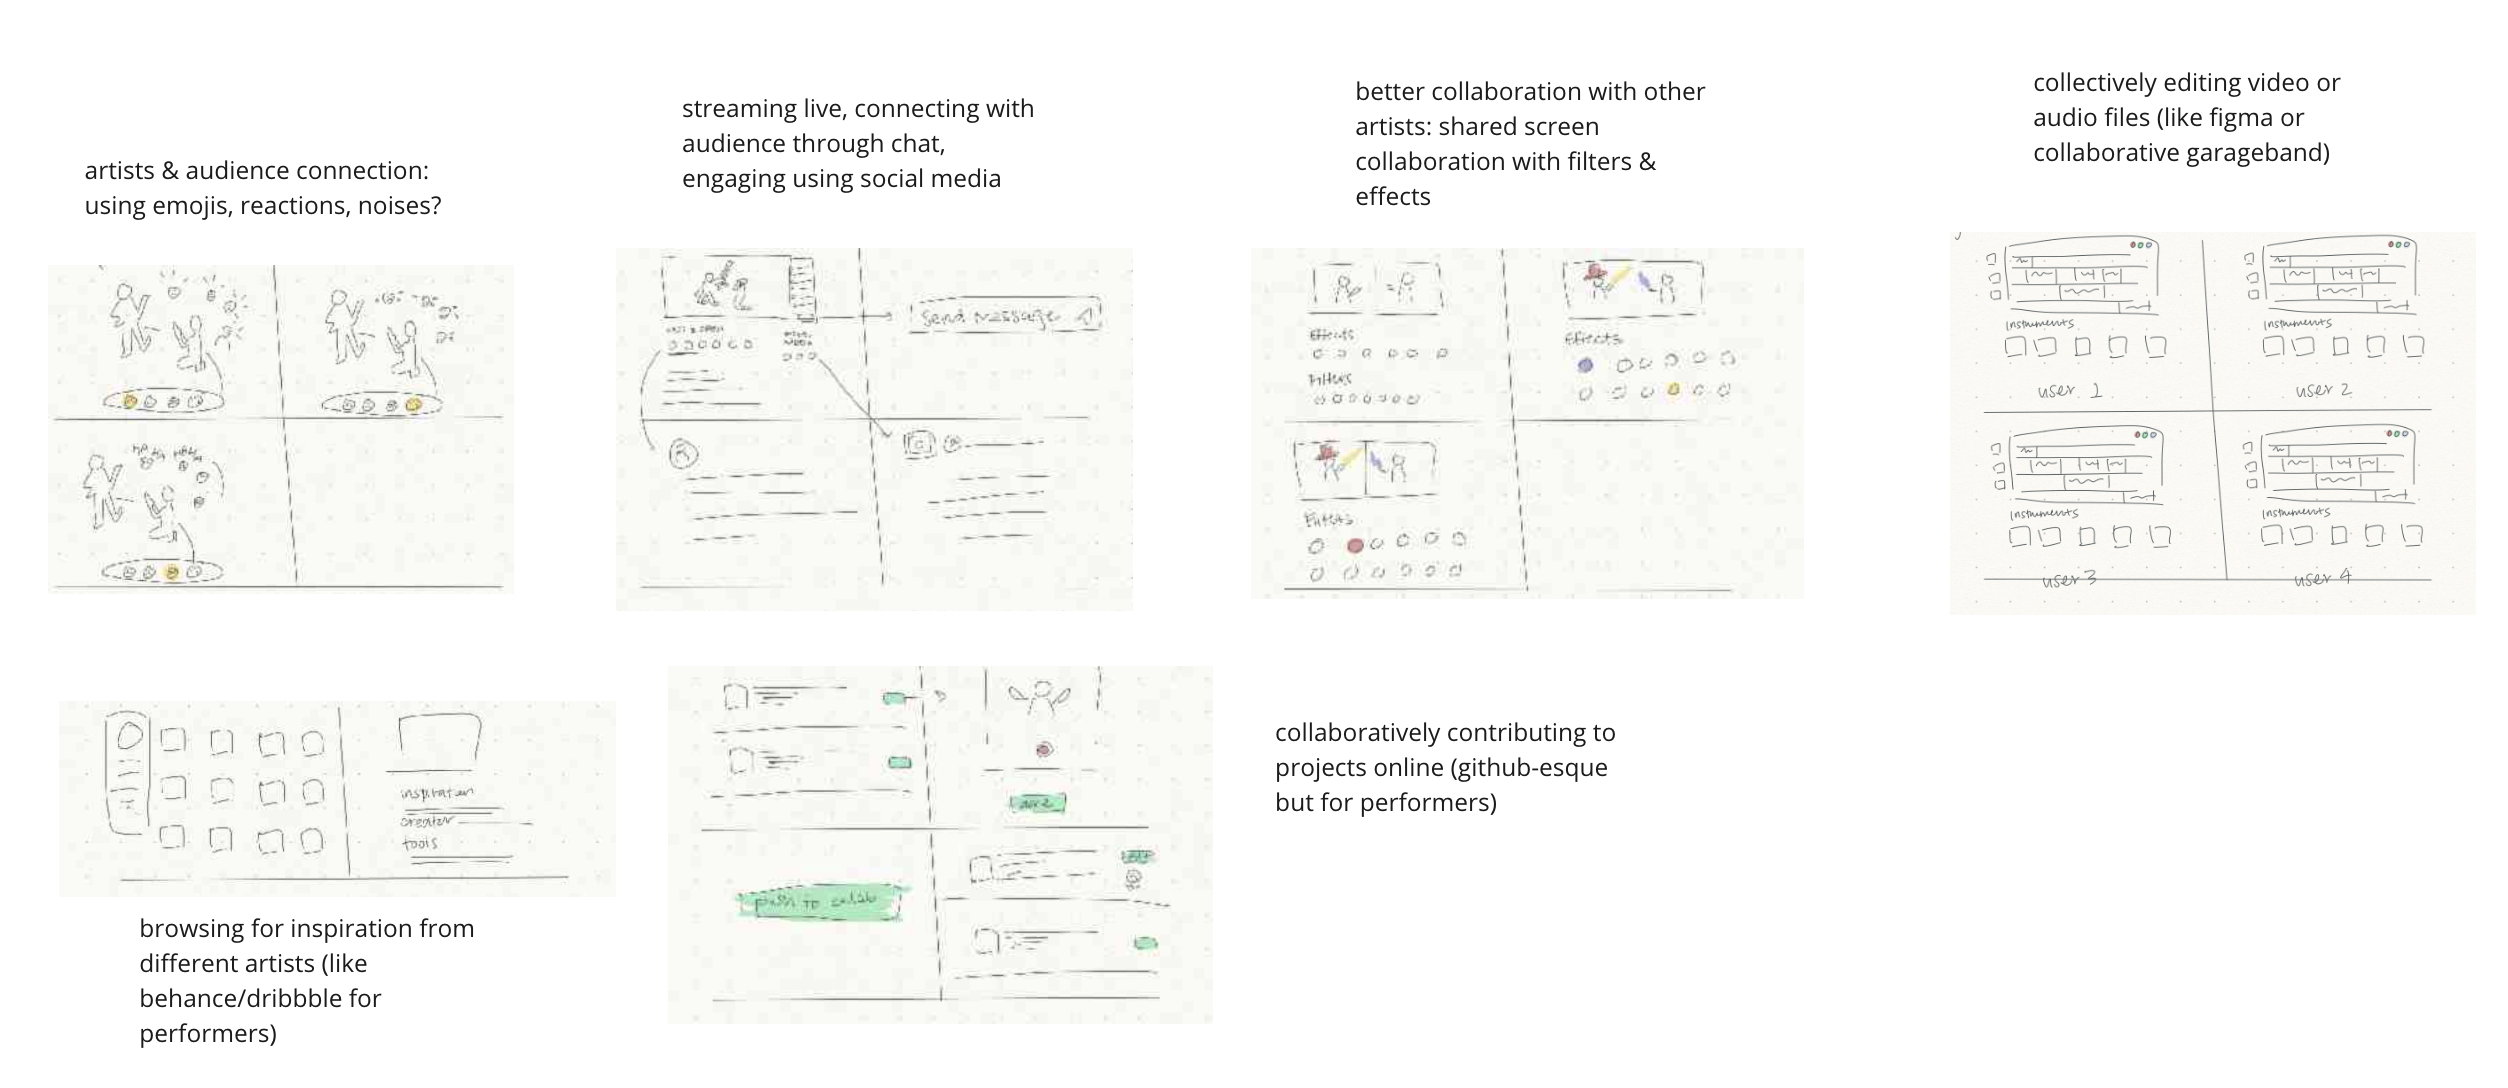 artists & audience connection:
using emojis, reactions, noises?
streaming live, connecting with
audience through chat,
engaging using social media
Send Message
better collaboration with other
artists: shared screen
collaboration with filters &
effects
Effects
Filters
Effects
collectively editing video or
audio files (like figma or
collaborative garageband)
Instruments
user 1
Instruments
user 2
Instruments
user 3
Instruments
user 4
inspiration
creator
tools
browsing for inspiration from
different artists (like
behance/dribbble for
performers)
push to collab
collaboratively contributing to
projects online (github-esque
but for performers)